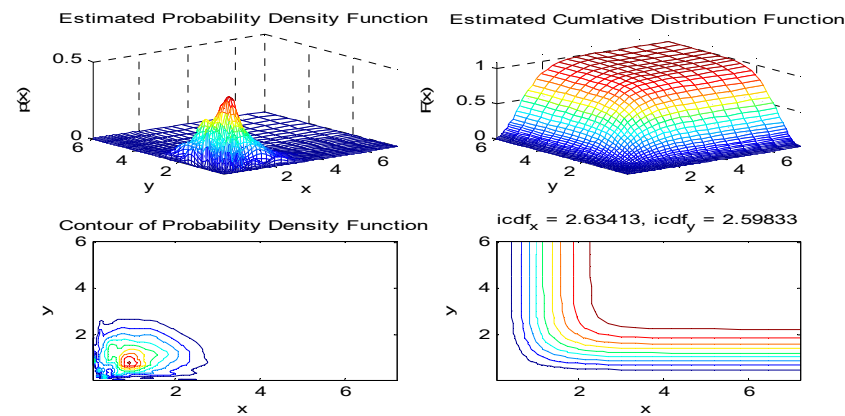 Estimated Probability Density Function
0.5
0
p(x)
6
4
2
y
2
4
6
x
Estimated Cumlative Distribution Function
1
0.5
0
F(x)
6
4
2
y
2
4
6
x
Contour of Probability Density Function
6
4
2
y
2
4
6
x
icdfx = 2.63413, icdfy = 2.59833
6
4
2
y
2
4
6
x